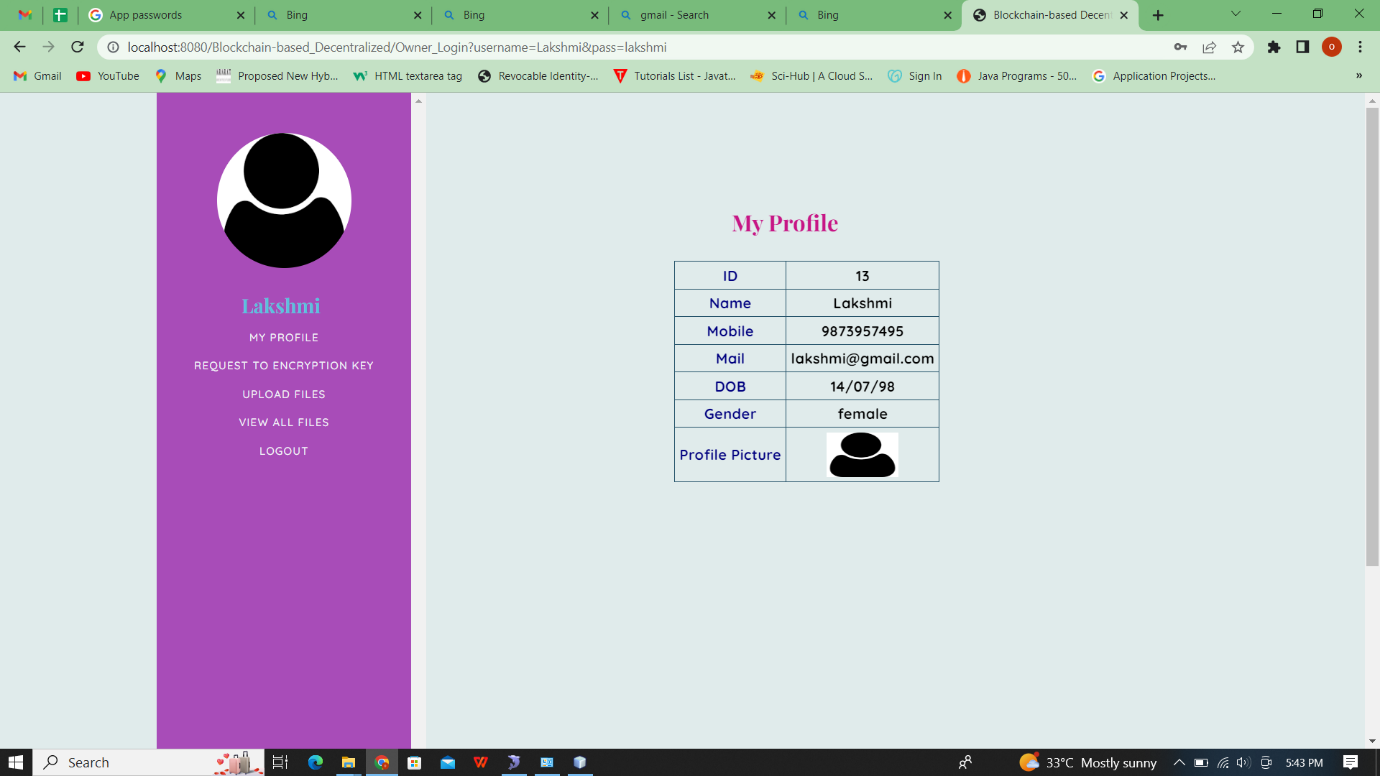 App passwords Bing Bing gmail - Search Bing Blockchain-based Decen
localhost:8080/Blockchain-based_Decentralized/Owner_Login?username=Lakshmi&pass=lakshmi O
Gmail YouTube Maps Proposed New Hyb... HTML textarea tag Revocable Identity-... Tutorials List - Javat... Sci-Hub | A Cloud S... Sign In Java Programs - 50... Application Projects... »
My Profile
ID 13
Name Lakshmi
Mobile 9873957495
Mail lakshmi@gmail.com
DOB 14/07/98
Gender female
Profile Picture
Lakshmi
MY PROFILE
REQUEST TO ENCRYPTION KEY
UPLOAD FILES
VIEW ALL FILES
LOGOUT
Search 33°C Mostly sunny 5:43 PM